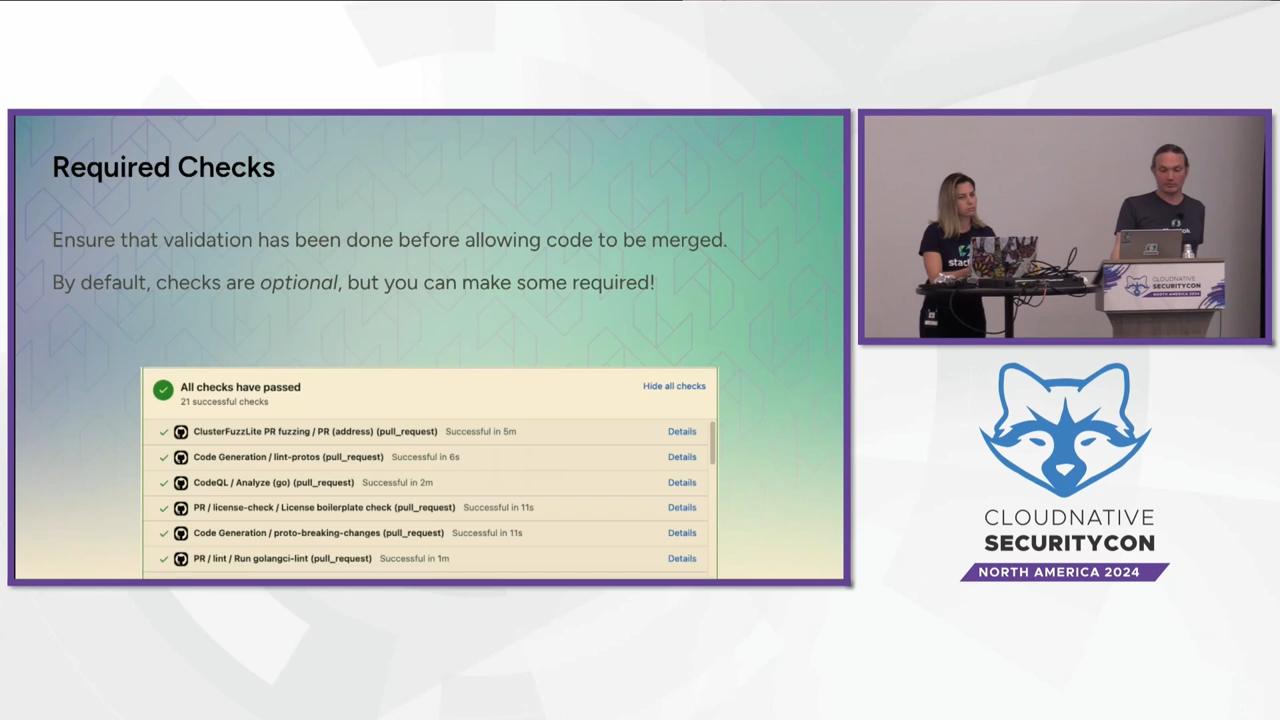 Required Checks
Ensure that validation has been done before allowing code to be merged.
By default, checks are optional, but you can make some required!
All checks have passed
Hide all checks
21 successful checks
ClusterFuzzLite PR fuzzing / PR (address) (pull_request) Successful in 5m Details
Code Generation / lint-protos (pull_request) Successful in 6s Details
CodeQL / Analyze (go) (pull_request) Successful in 2m Details
PR / license-check / License boilerplate check (pull_request) Successful in 11s Details
Code Generation / proto-breaking-changes (pull_request) Successful in 11s Details
PR / lint / Run golangci-lint (pull_request) Successful in 1m Details
CLOUDNATIVE
SECURITYCON
NORTH AMERICA 2024
CLOUDNATIVE
SECURITYCON
NORTH AMERICA 2024